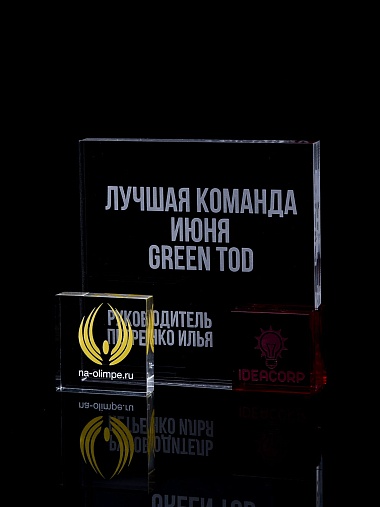 ЛУЧШАЯ КОМАНДА
ИЮНЯ
GREEN TOD
РУКОВОДИТЕЛЬ
ИЛЬЯ
na-olimpe.ru
IDEACORP